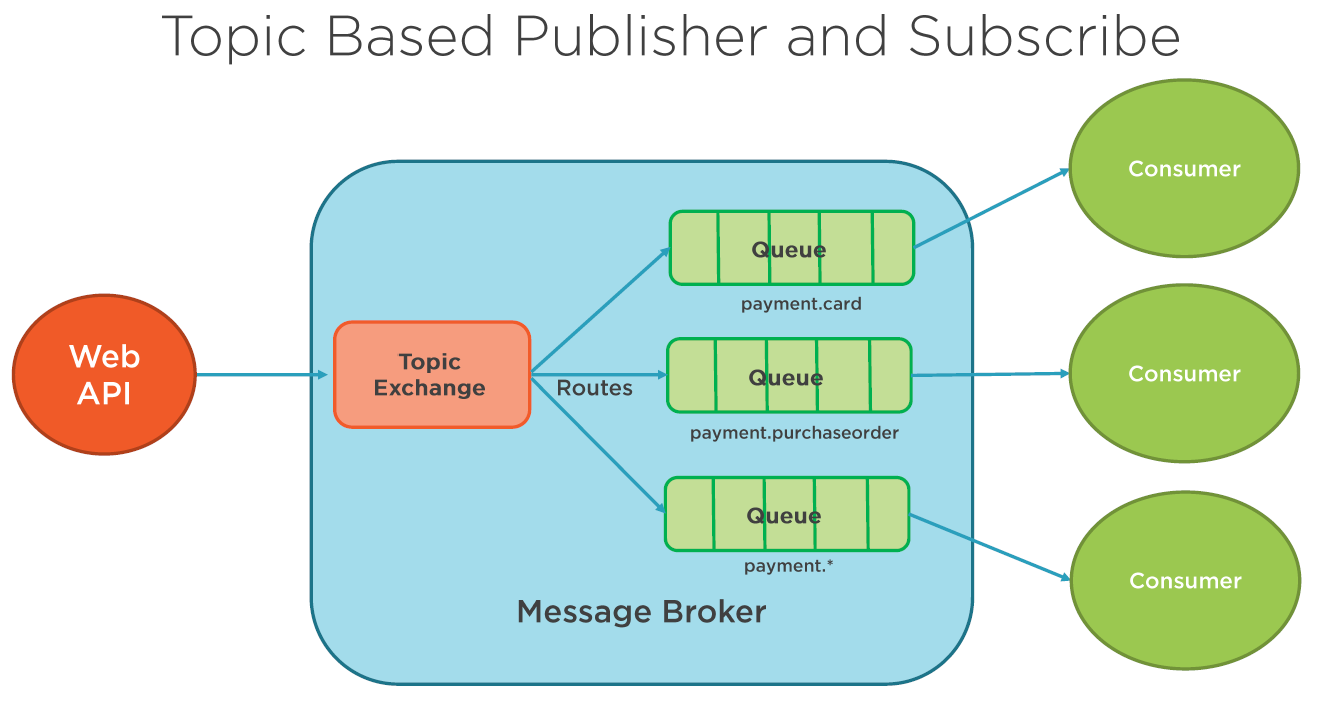 Topic Based Publisher and Subscribe
Consumer
Queue
payment.card
Web
API
Topic
Exchange
Routes
Queue
payment.purchaseorder
Consumer
Queue
payment.*
Consumer
Message Broker